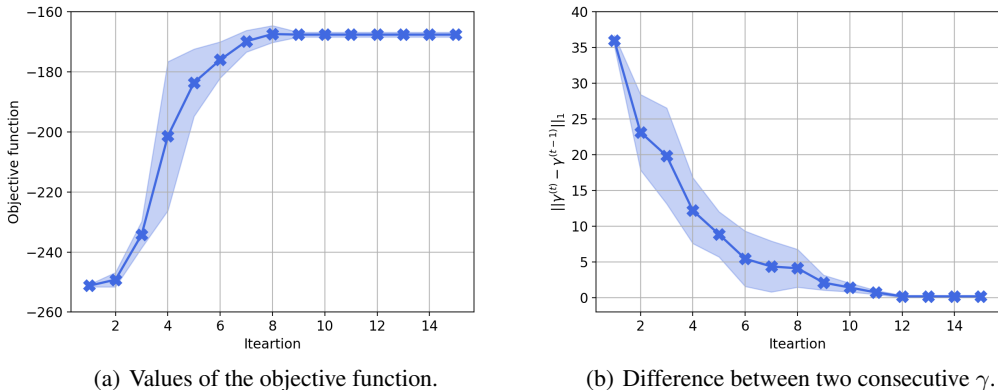 −160
−180
−200
−220
−240
−260
Objective function
2 4 6 8 10 12 14
Iteartion
(a) Values of the objective function.
40
35
30
25
20
15
10
5
0
||γ^(t) − γ^(t−1)||_1
2 4 6 8 10 12 14
Iteartion
(b) Difference between two consecutive γ.